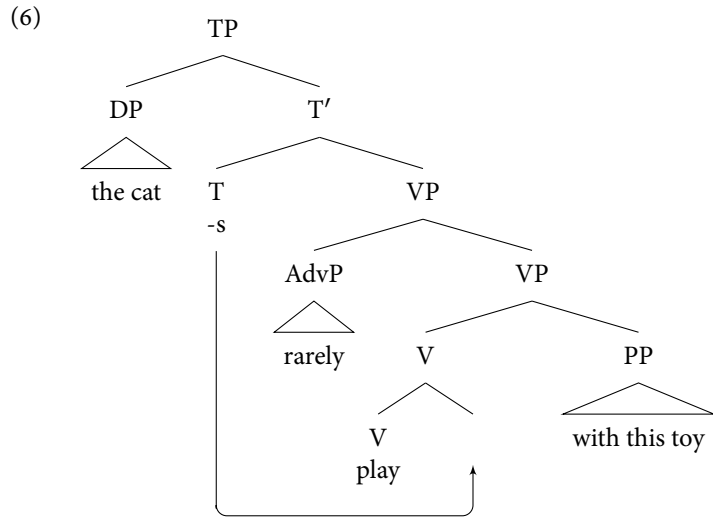 (6)
TP
DP T′
the cat T VP
-s
AdvP VP
rarely V PP
V with this toy
play